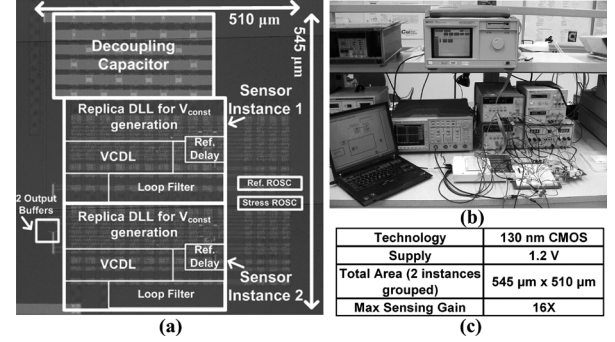 510 µm
545 µm
Decoupling
Capacitor
Replica DLL for Vconst
generation
Sensor
Instance 1
VCDL
Ref.
Delay
Loop Filter
Ref. ROSC
Stress ROSC
2 Output
Buffers
Replica DLL for Vconst
generation
VCDL
Ref.
Delay
Loop Filter
Sensor
Instance 2
(a)
(b)
Technology 130 nm CMOS
Supply 1.2 V
Total Area (2 instances
grouped) 545 µm x 510 µm
Max Sensing Gain 16X
(c)